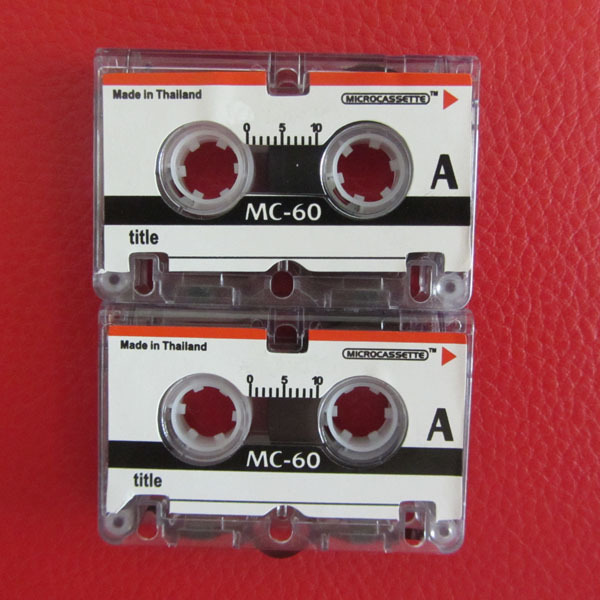 Made in Thailand
MICROCASSETTE™
0 5 10
A
MC-60
title
Made in Thailand
MICROCASSETTE™
0 5 10
A
MC-60
title